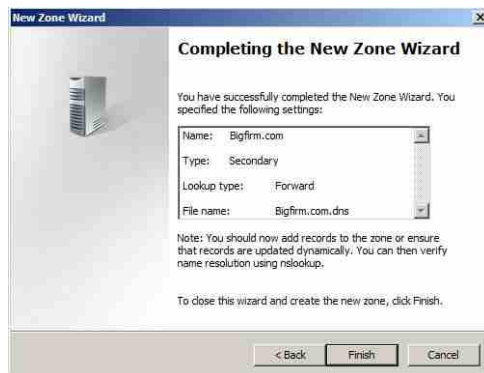 New Zone Wizard
Completing the New Zone Wizard
You have successfully completed the New Zone Wizard. You
specified the following settings:
Name: Bigfirm.com
Type: Secondary
Lookup type: Forward
File name: Bigfirm.com.dns
Note: You should now add records to the zone or ensure
that records are updated dynamically. You can then verify
name resolution using nslookup.
To close this wizard and create the new zone, click Finish.
< Back
Finish
Cancel